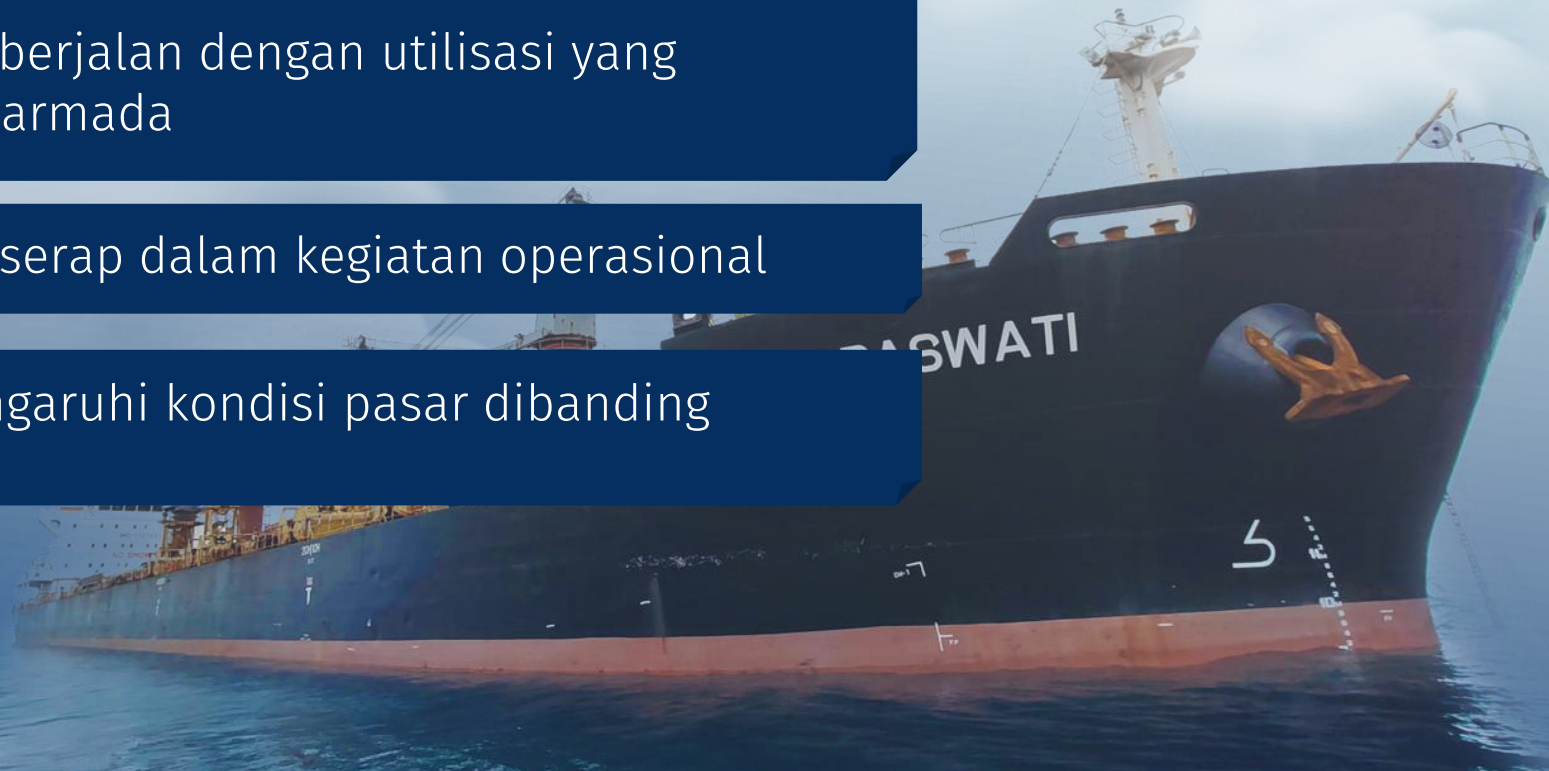 berjalan dengan utilisasi yang
armada
serap dalam kegiatan operasional
garuhi kondisi pasar dibanding
SWATI